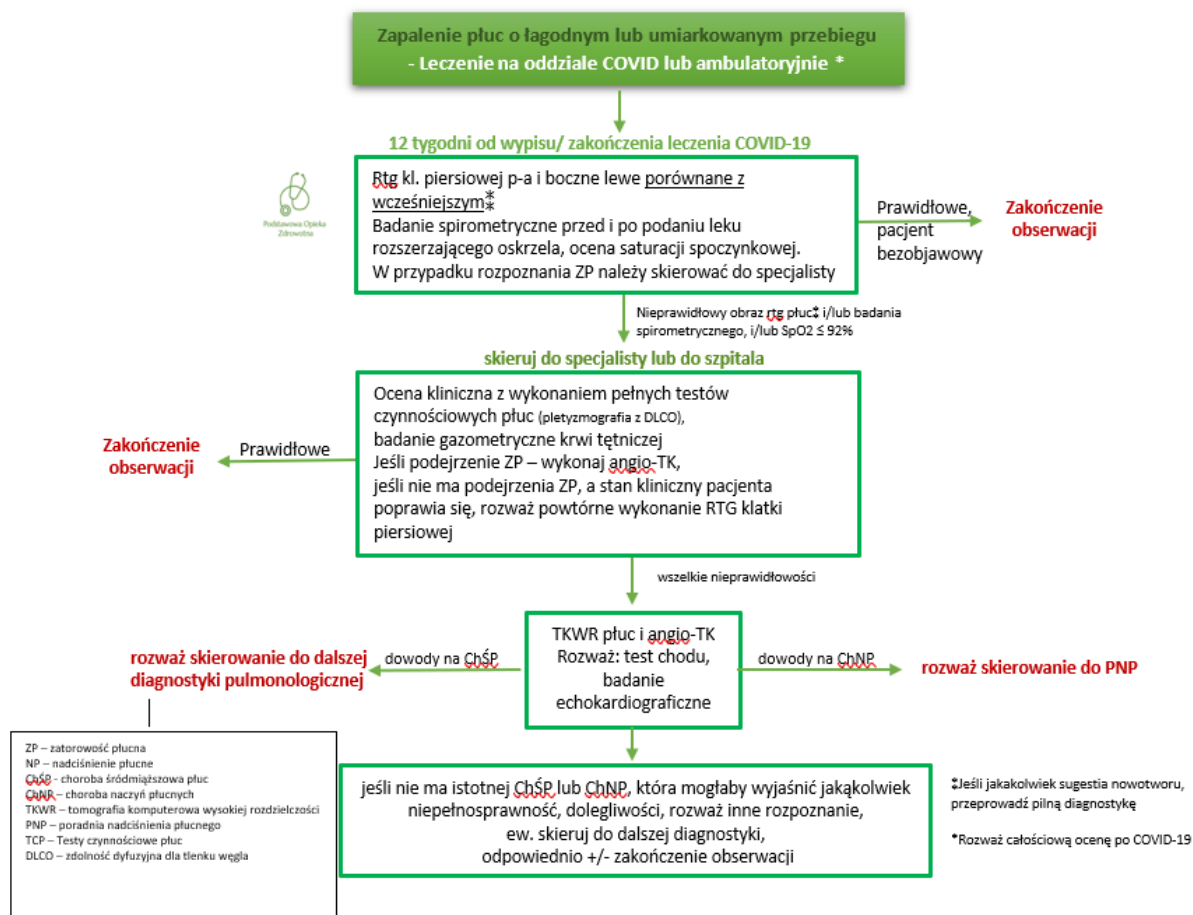 Zapalenie płuc o łagodnym lub umiarkowanym przebiegu
- Leczenie na oddziale COVID lub ambulatoryjnie *
12 tygodni od wypisu/ zakończenia leczenia COVID-19
Podstawowa Opieka
Zdrowotna
Rtg kl. piersiowej p-a i boczne lewe porównane z
wcześniejszym⁑
Badanie spirometryczne przed i po podaniu leku
rozszerzającego oskrzela, ocena saturacji spoczynkowej.
W przypadku rozpoznania ZP należy skierować do specjalisty
Prawidłowe,
pacjent
bezobjawowy
Zakończenie
obserwacji
Nieprawidłowy obraz rtg płuc⁑ i/lub badania
spirometrycznego, i/lub SpO2 ≤ 92%
skieruj do specjalisty lub do szpitala
Ocena kliniczna z wykonaniem pełnych testów
czynnościowych płuc (pletyzmografia z DLCO),
badanie gazometryczne krwi tętniczej
Jeśli podejrzenie ZP – wykonaj angio-TK,
jeśli nie ma podejrzenia ZP, a stan kliniczny pacjenta
poprawia się, rozważ powtórne wykonanie RTG klatki
piersiowej
Prawidłowe
Zakończenie
obserwacji
wszelkie nieprawidłowości
TKWR płuc i angio-TK
Rozważ: test chodu,
badanie
echokardiograficzne
dowody na ChŚP
rozważ skierowanie do dalszej
diagnostyki pulmonologicznej
dowody na ChNP
rozważ skierowanie do PNP
ZP – zatorowość płucna
NP – nadciśnienie płucne
ChŚP - choroba śródmiąższowa płuc
ChNP – choroba naczyń płucnych
TKWR – tomografia komputerowa wysokiej rozdzielczości
PNP – poradnia nadciśnienia płucnego
TCP – Testy czynnościowe płuc
DLCO – zdolność dyfuzyjna dla tlenku węgla
jeśli nie ma istotnej ChŚP lub ChNP, która mogłaby wyjaśnić jakąkolwiek
niepełnosprawność, dolegliwości, rozważ inne rozpoznanie,
ew. skieruj do dalszej diagnostyki,
odpowiednio +/- zakończenie obserwacji
⁑Jeśli jakakolwiek sugestia nowotworu,
przeprowadź pilną diagnostykę
*Rozważ całościową ocenę po COVID-19